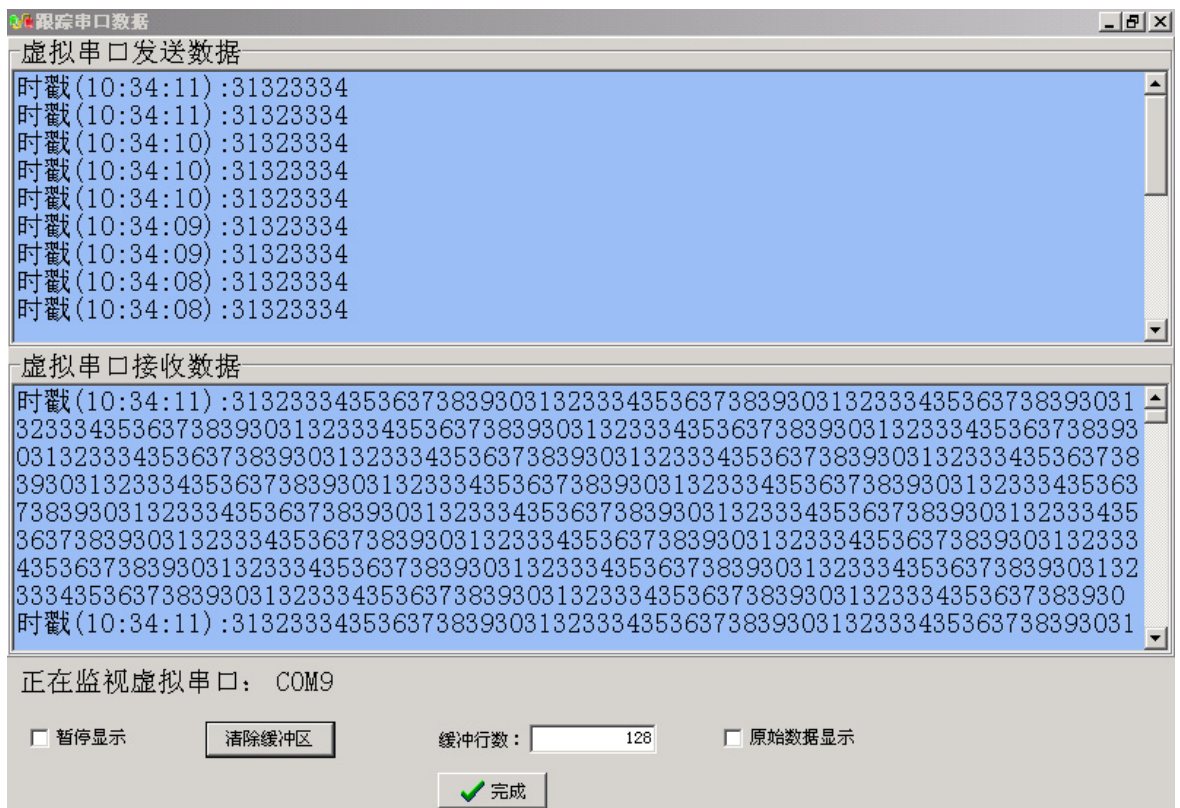 跟踪串口数据
虚拟串口发送数据
时戳(10:34:11):31323334
时戳(10:34:11):31323334
时戳(10:34:10):31323334
时戳(10:34:10):31323334
时戳(10:34:10):31323334
时戳(10:34:09):31323334
时戳(10:34:09):31323334
时戳(10:34:08):31323334
时戳(10:34:08):31323334
虚拟串口接收数据
时戳(10:34:11):31323334353637383930313233343536373839303132333435363738393031
32333435363738393031323334353637383930313233343536373839303132333435363738393
03132333435363738393031323334353637383930313233343536373839303132333435363738
39303132333435363738393031323334353637383930313233343536373839303132333435363
73839303132333435363738393031323334353637383930313233343536373839303132333435
36373839303132333435363738393031323334353637383930313233343536373839303132333
43536373839303132333435363738393031323334353637383930313233343536373839303132
3334353637383930313233343536373839303132333435363738393031323334353637383930
时戳(10:34:11):31323334353637383930313233343536373839303132333435363738393031
正在监视虚拟串口: COM9
暂停显示
清除缓冲区
缓冲行数:
128
原始数据显示
完成